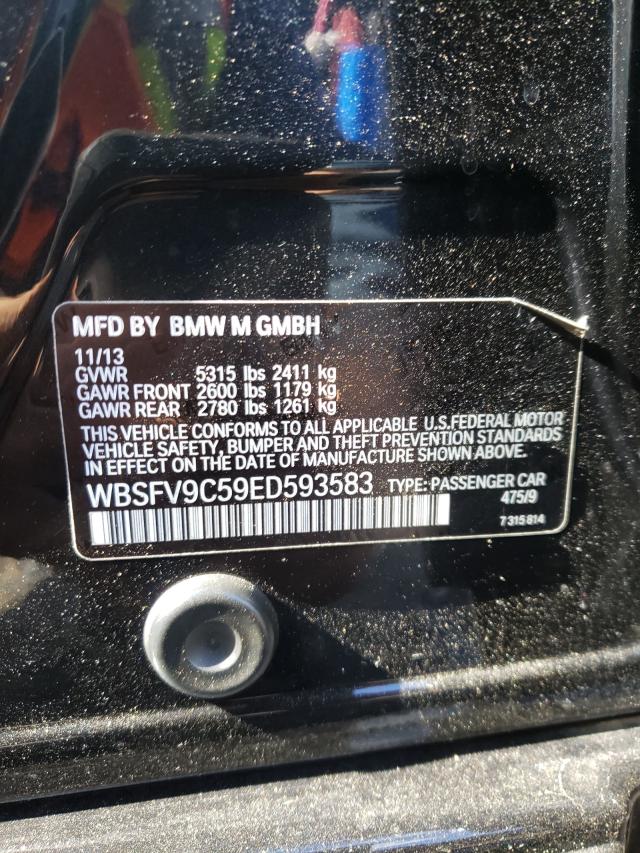 MFD BY BMW M GMBH
11/13
GVWR 5315 lbs 2411 kg
GAWR FRONT 2600 lbs 1179 kg
GAWR REAR 2780 lbs 1261 kg
THIS VEHICLE CONFORMS TO ALL APPLICABLE U.S.FEDERAL MOTOR
VEHICLE SAFETY, BUMPER AND THEFT PREVENTION STANDARDS
IN EFFECT ON THE DATE OF MANUFACTURE SHOWN ABOVE.
WBSFV9C59ED593583 TYPE: PASSENGER CAR
475/9
7 315 814